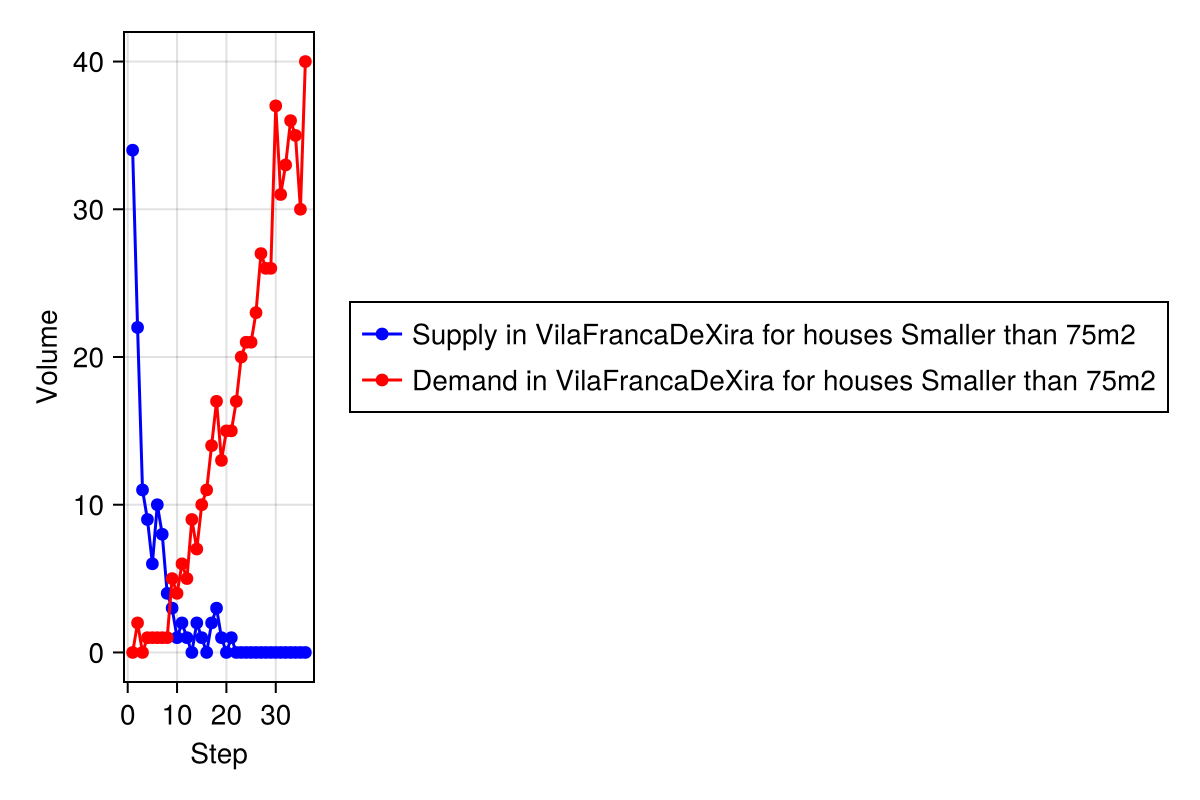 40
30
20
10
0
Volume
0 10 20 30
Step
Supply in VilaFrancaDeXira for houses Smaller than 75m2
Demand in VilaFrancaDeXira for houses Smaller than 75m2